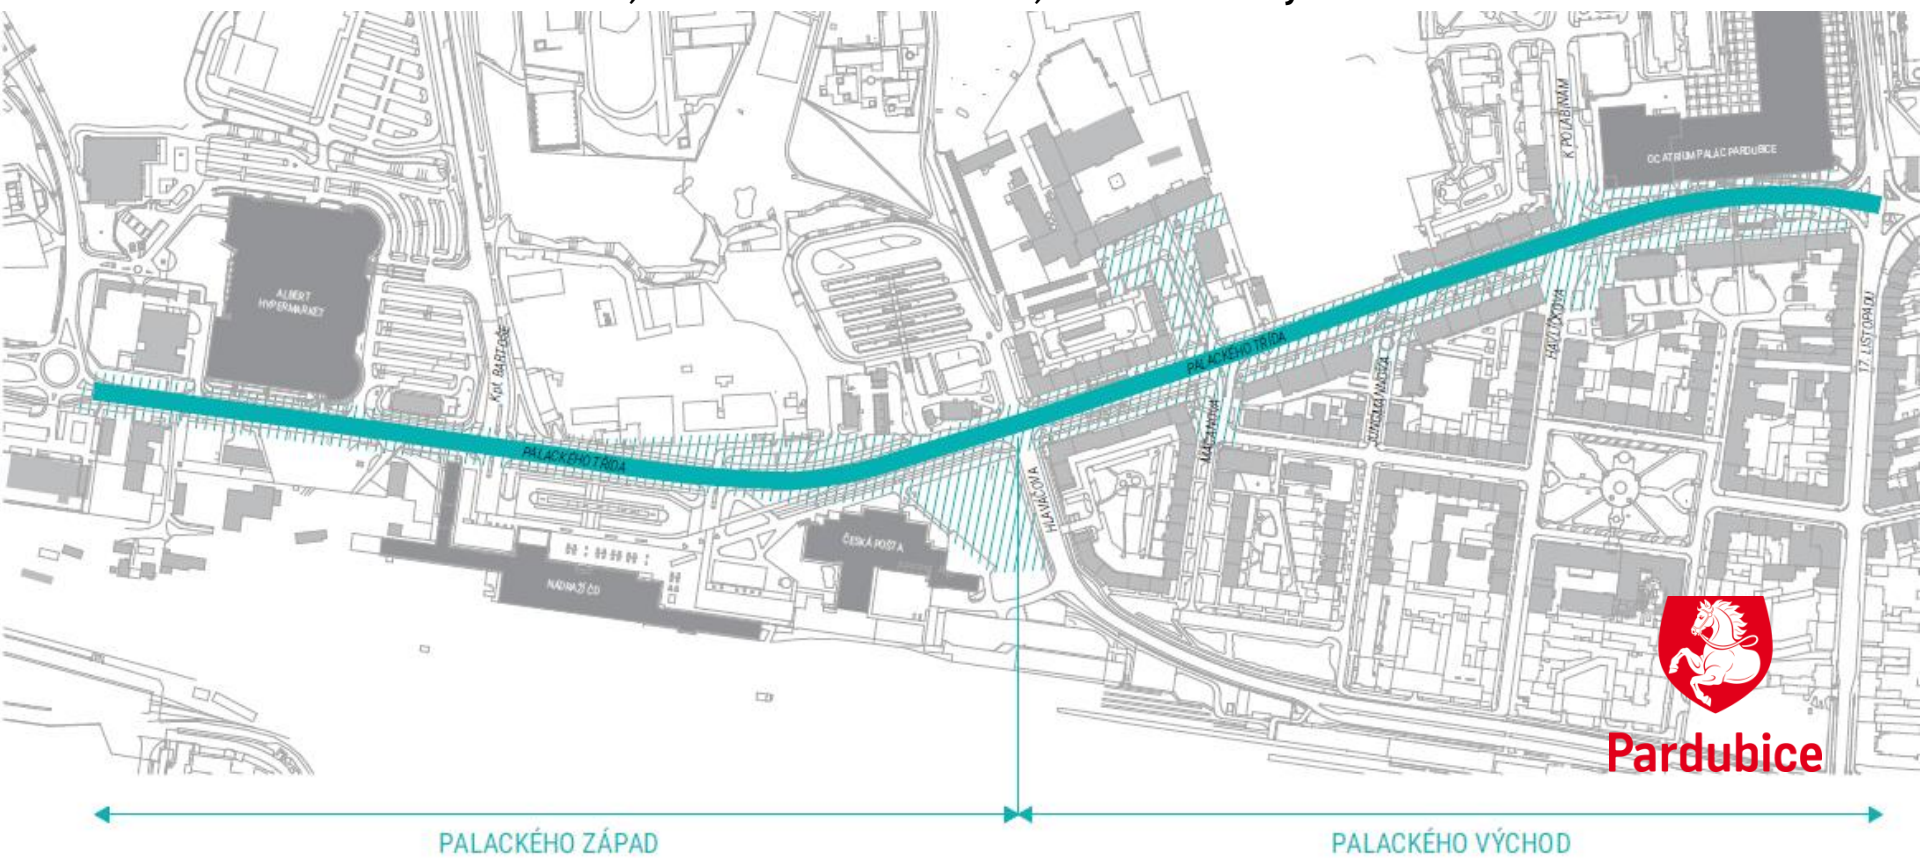 K POLABINÁM
OC ATRIUM PALÁC PARDUBICE
ALBERT
HYPERMARKET
Kpt. BARTOŠE
HAVLÍČKOVA
17. LISTOPADU
PALACKÉHO TŘÍDA
JUNGMANNOVA
MACANOVA
PALACKÉHO TŘÍDA
HLAVÁČOVA
ČESKÁ POŠTA
NÁDRAŽÍ ČD
Pardubice
PALACKÉHO ZÁPAD
PALACKÉHO VÝCHOD